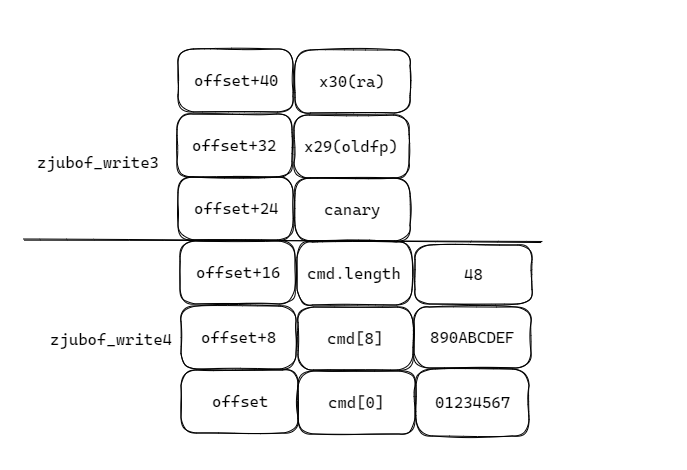 offset+40 x30(ra)
offset+32 x29(oldfp)
zjubof_write3
offset+24 canary
offset+16 cmd.length 48
offset+8 cmd[8] 890ABCDEF
zjubof_write4
offset cmd[0] 01234567